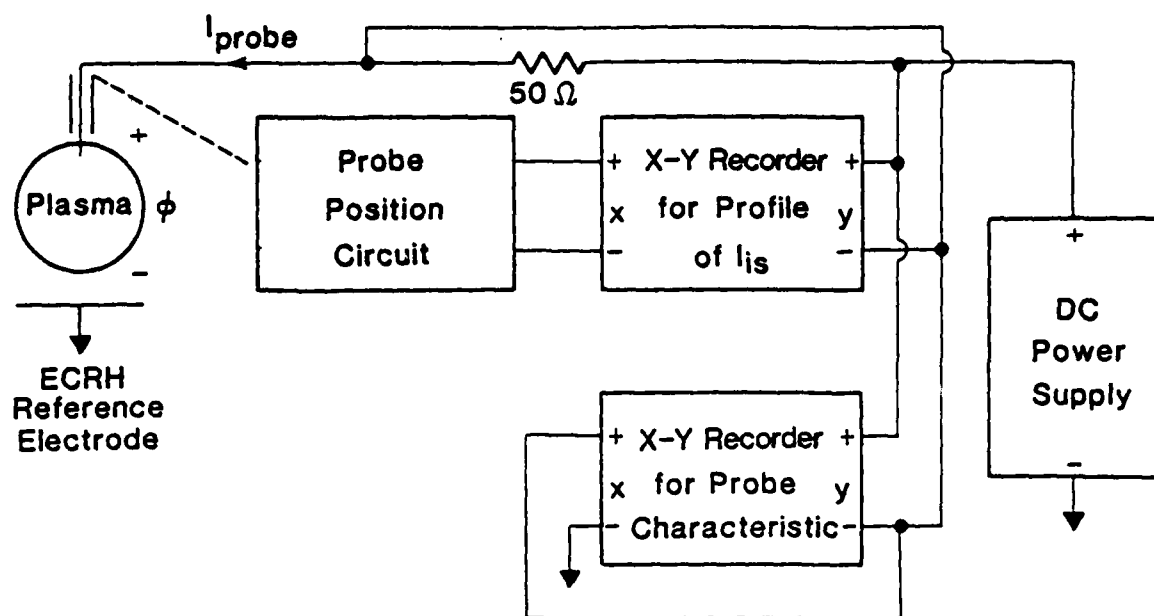 Iprobe
50 Ω
+
Plasma ϕ
-
Probe
Position
Circuit
+ X-Y Recorder +
x for Profile y
- of Iis -
+
DC
Power
Supply
-
ECRH
Reference
Electrode
+ X-Y Recorder +
x for Probe y
- Characteristic -